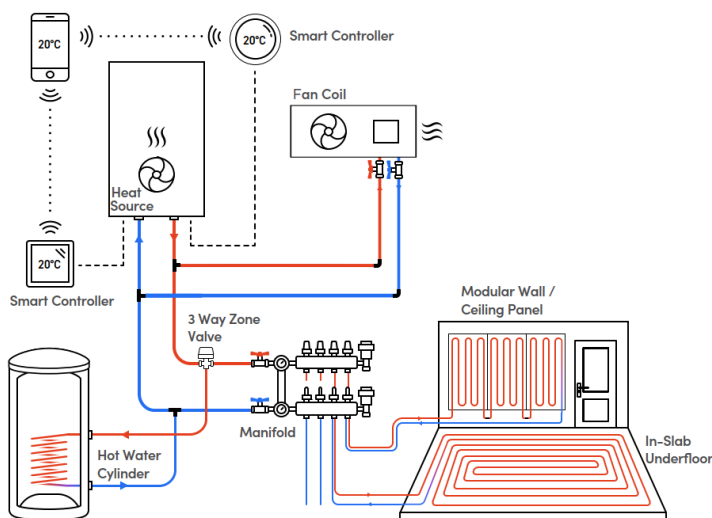 20°C
20°C
Smart Controller
Fan Coil
Heat
Source
20°C
Smart Controller
Modular Wall /
Ceiling Panel
3 Way Zone
Valve
Manifold
In-Slab
Underfloor
Hot Water
Cylinder